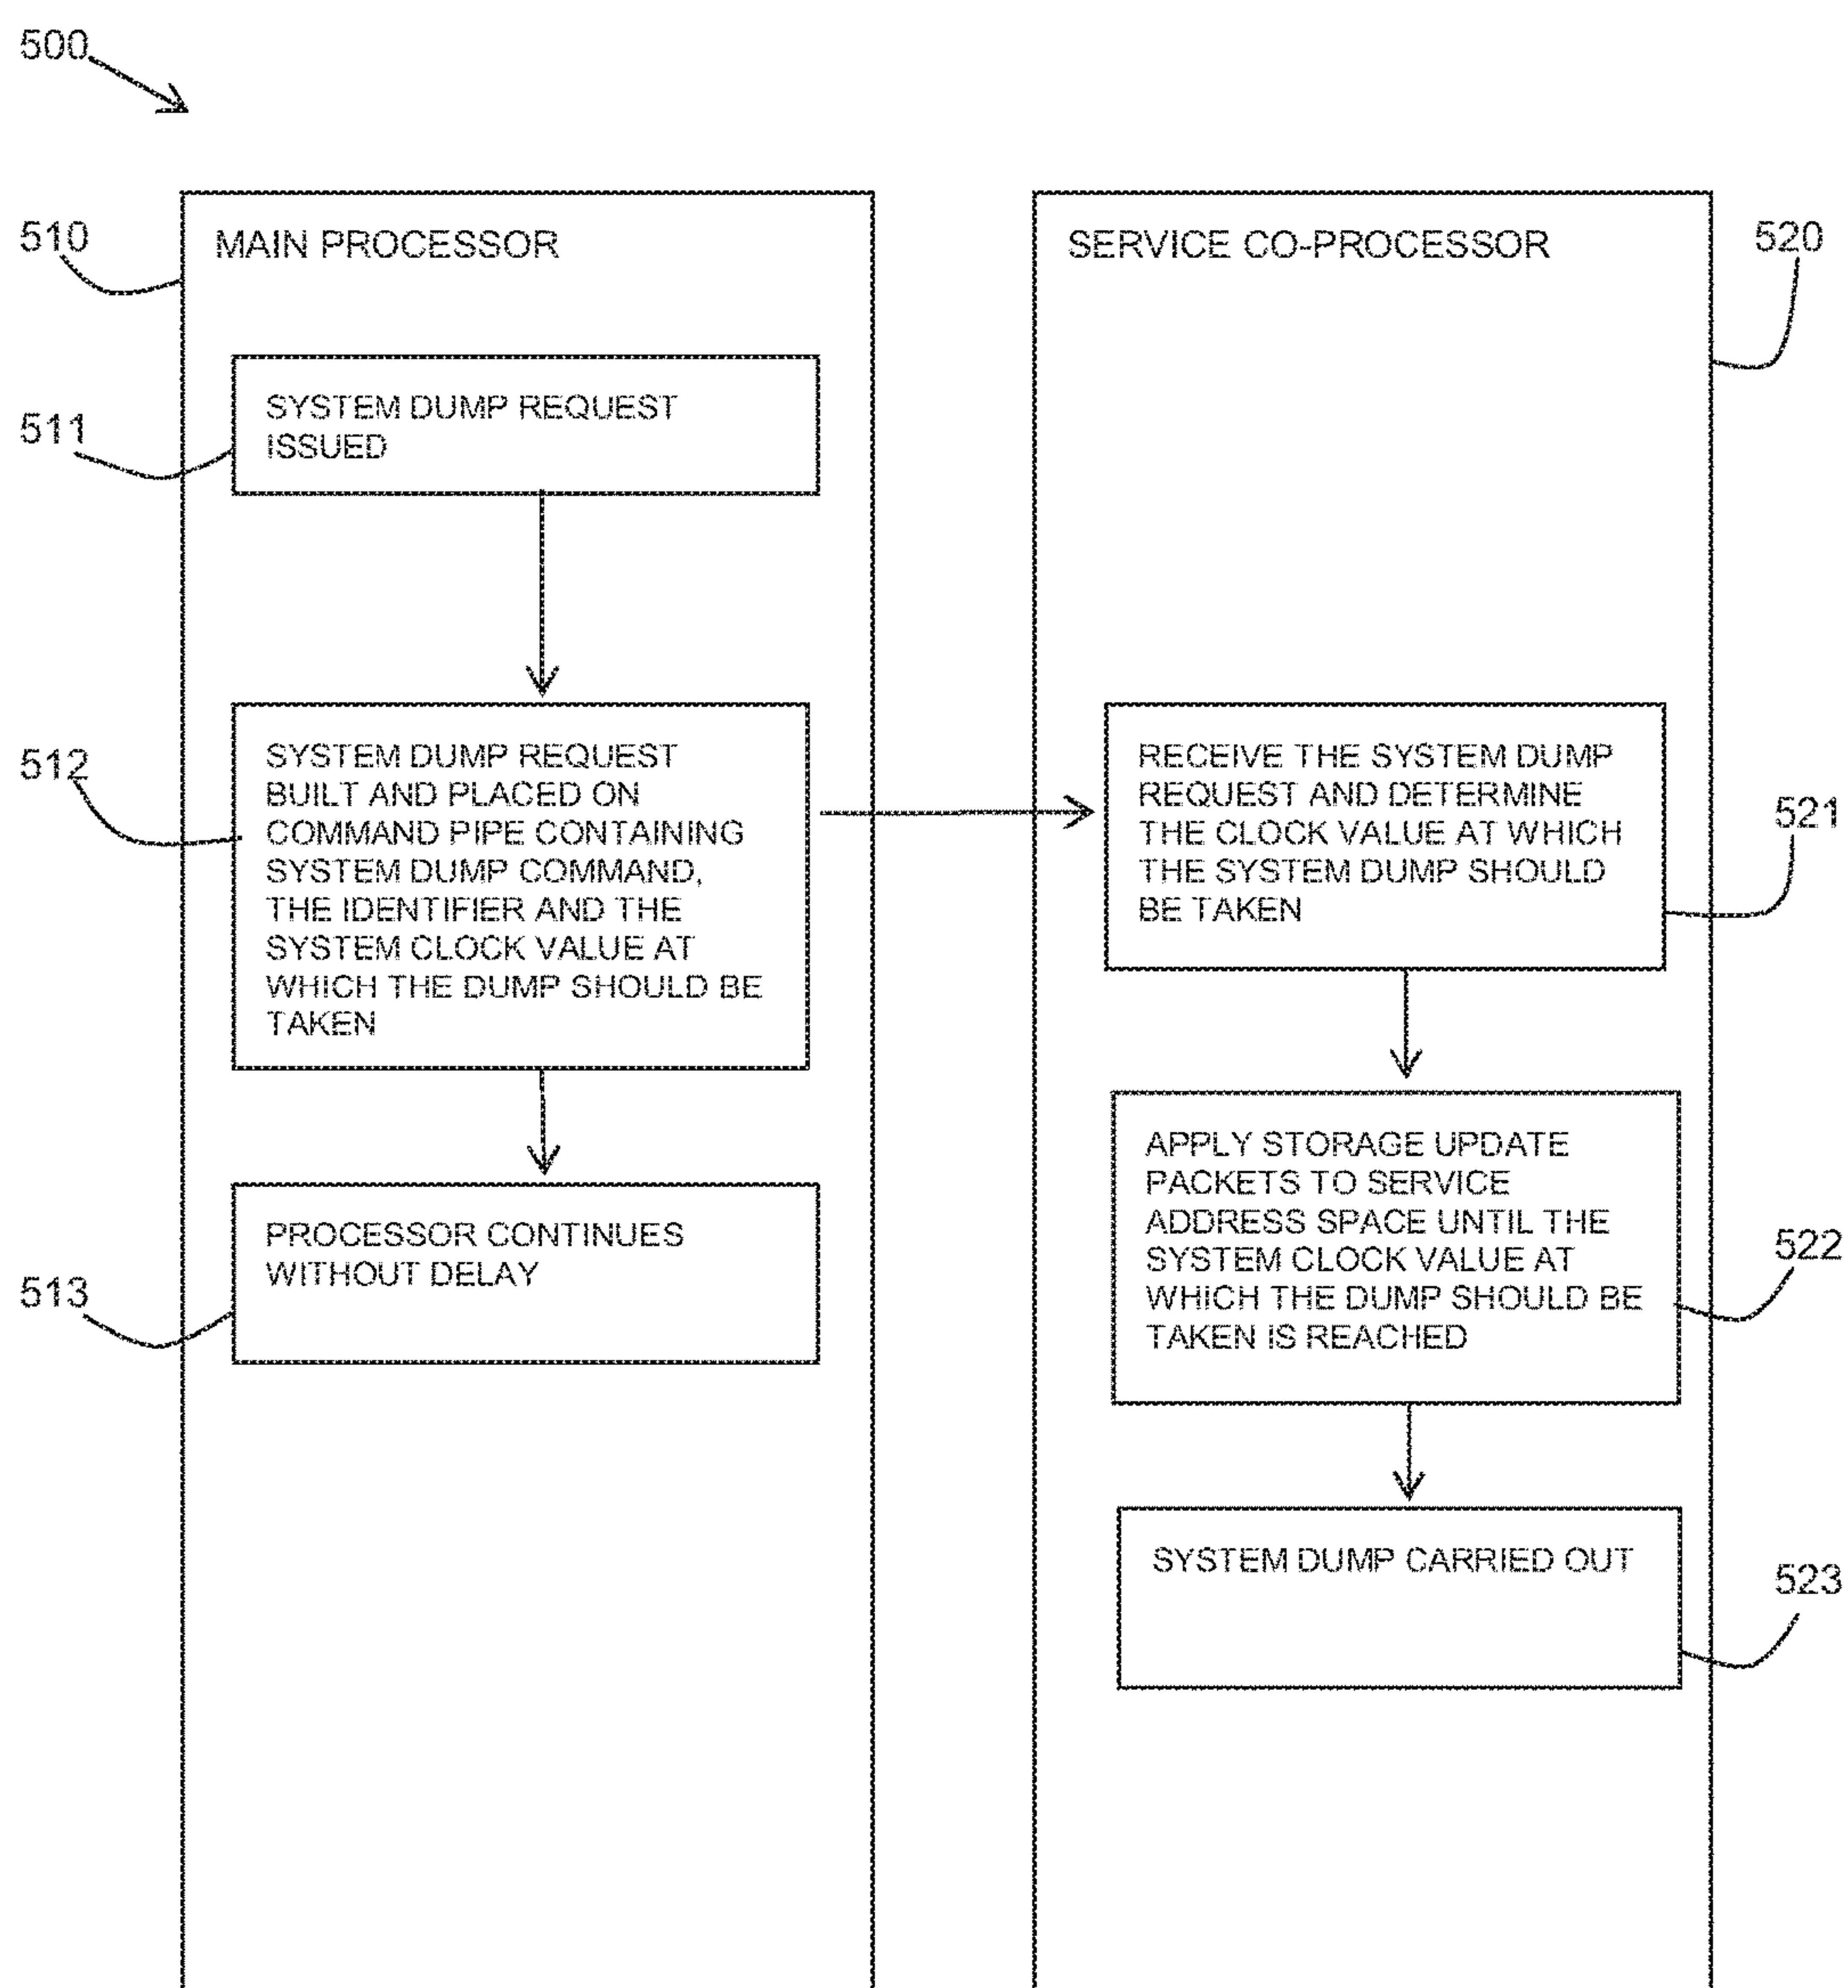 500
510
MAIN PROCESSOR
511
SYSTEM DUMP REQUEST
ISSUED
512
SYSTEM DUMP REQUEST
BUILT AND PLACED ON
COMMAND PIPE CONTAINING
SYSTEM DUMP COMMAND,
THE IDENTIFIER AND THE
SYSTEM CLOCK VALUE AT
WHICH THE DUMP SHOULD BE
TAKEN
513
PROCESSOR CONTINUES
WITHOUT DELAY
SERVICE CO-PROCESSOR
520
RECEIVE THE SYSTEM DUMP
REQUEST AND DETERMINE
THE CLOCK VALUE AT WHICH
THE SYSTEM DUMP SHOULD
BE TAKEN
521
APPLY STORAGE UPDATE
PACKETS TO SERVICE
ADDRESS SPACE UNTIL THE
SYSTEM CLOCK VALUE AT
WHICH THE DUMP SHOULD BE
TAKEN IS REACHED
522
SYSTEM DUMP CARRIED OUT
523